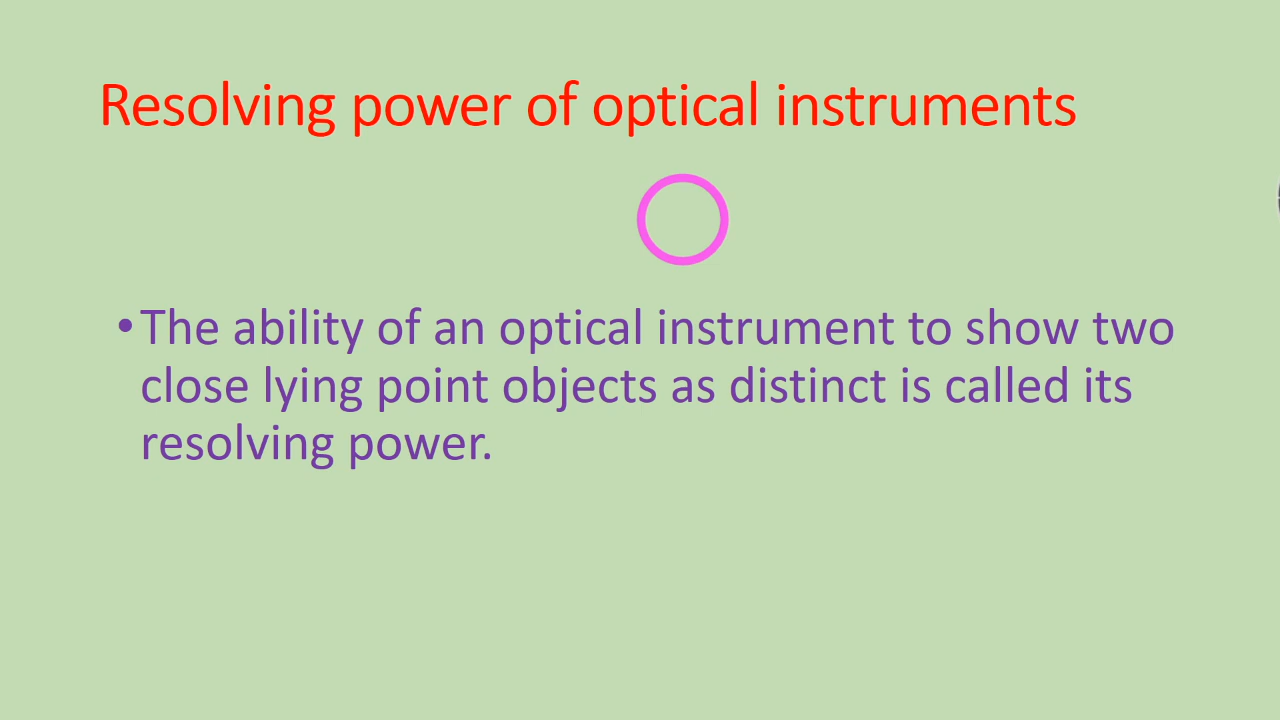 Resolving power of optical instruments
•The ability of an optical instrument to show two
close lying point objects as distinct is called its
resolving power.